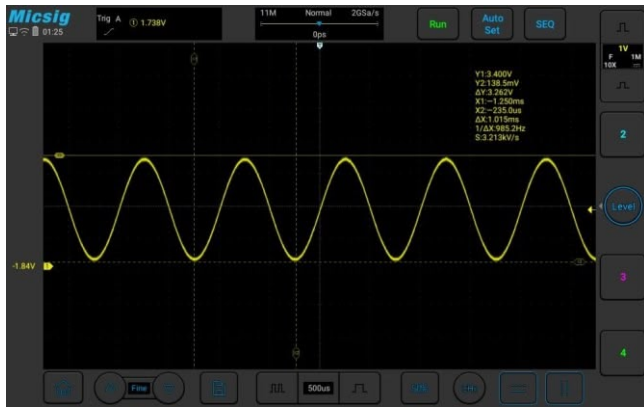 Micsig
01:25
Trig A ① 1.738V
11M Normal 2GSa/s
0ps
Run
Auto
Set
SEQ
1V
F 1M
10X
Y1:3.400V
Y2:138.5mV
ΔY:3.262V
X1:-1.250ms
X2:-235.0us
ΔX:1.015ms
1/ΔX:985.2Hz
S:3.213kV/s
2
Level
-1.84V
3
4
Fine
500us